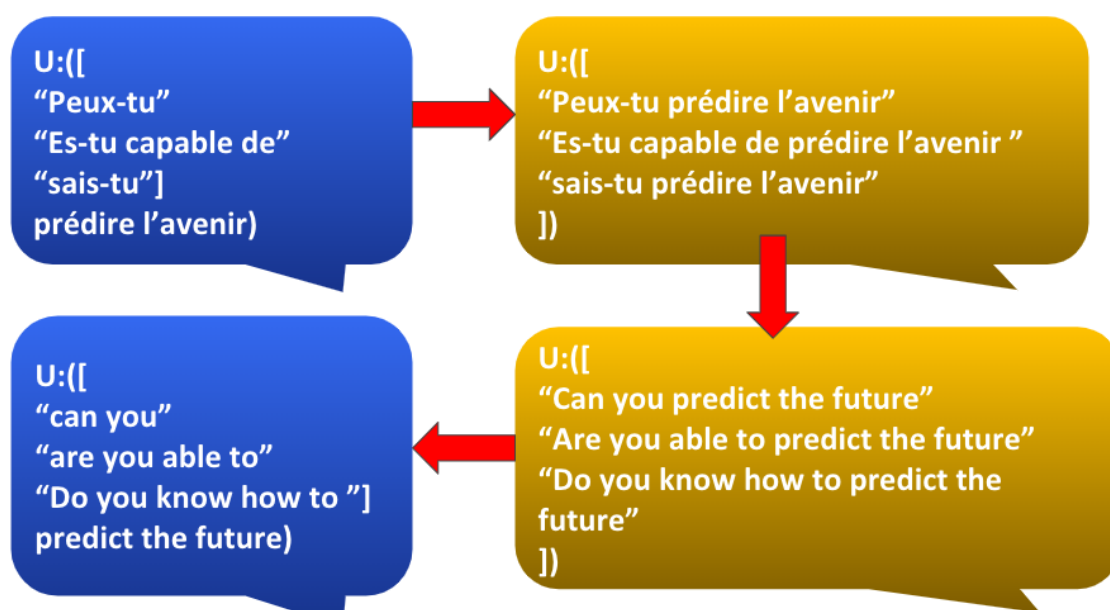 U:([
“Peux-tu”
“Es-tu capable de”
“sais-tu”]
prédire l’avenir)
U:([
“Peux-tu prédire l’avenir”
“Es-tu capable de prédire l’avenir ”
“sais-tu prédire l’avenir”
])
U:([
“Can you predict the future”
“Are you able to predict the future”
“Do you know how to predict the
future”
])
U:([
“can you”
“are you able to”
“Do you know how to ”]
predict the future)